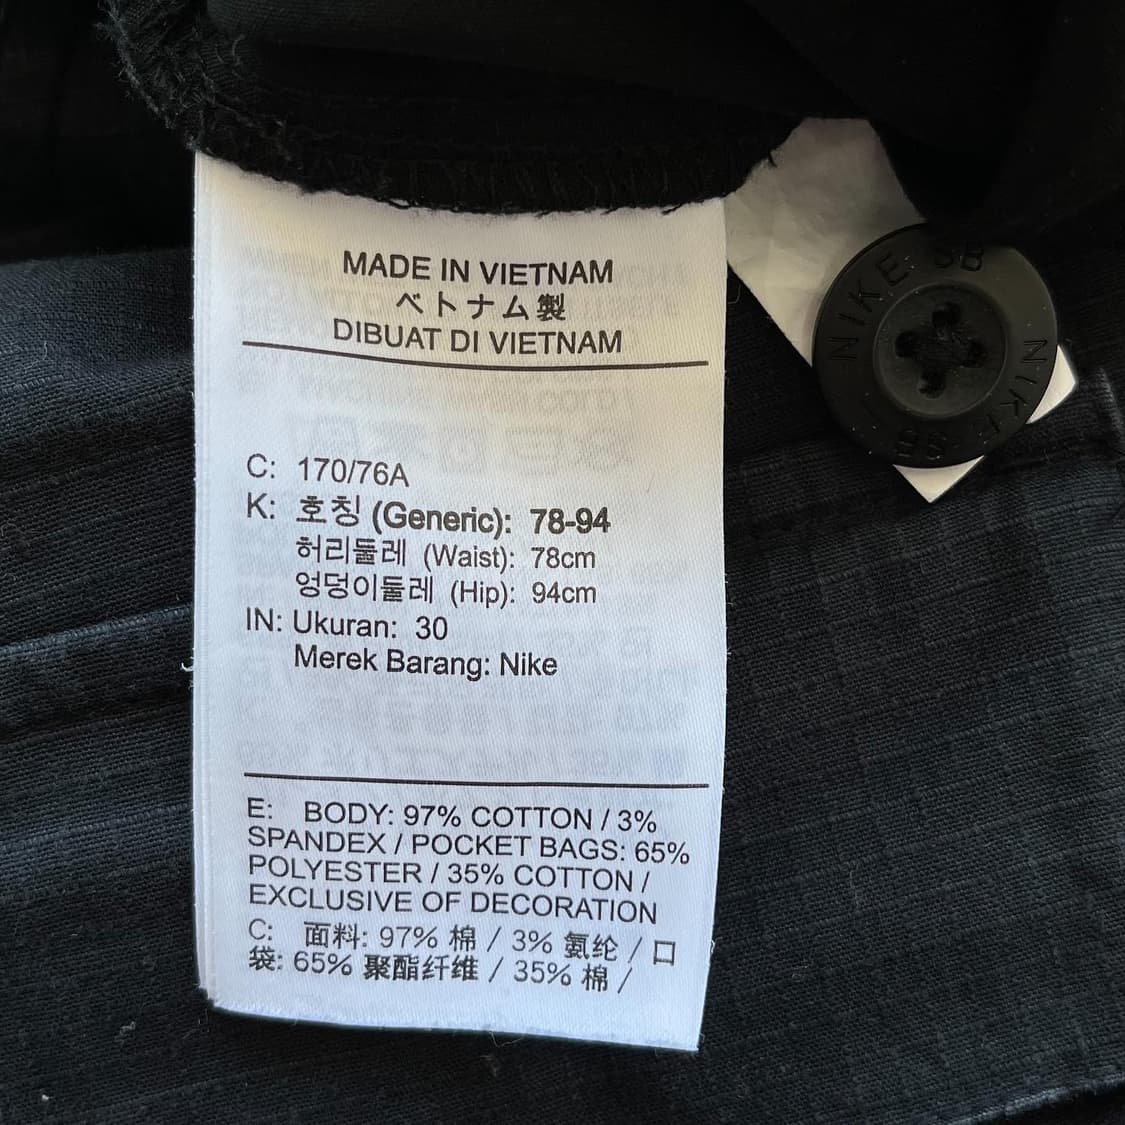 MADE IN VIETNAM
ベトナム製
DIBUAT DI VIETNAM
C: 170/76A
K: 호칭 (Generic): 78-94
허리둘레 (Waist): 78cm
엉덩이둘레 (Hip): 94cm
IN: Ukuran: 30
Merek Barang: Nike
E: BODY: 97% COTTON / 3%
SPANDEX / POCKET BAGS: 65%
POLYESTER / 35% COTTON /
EXCLUSIVE OF DECORATION
C: 面料: 97% 棉 / 3% 氨纶 / 口
袋: 65% 聚酯纤维 / 35% 棉 /
NIKE SB
NIKE SB